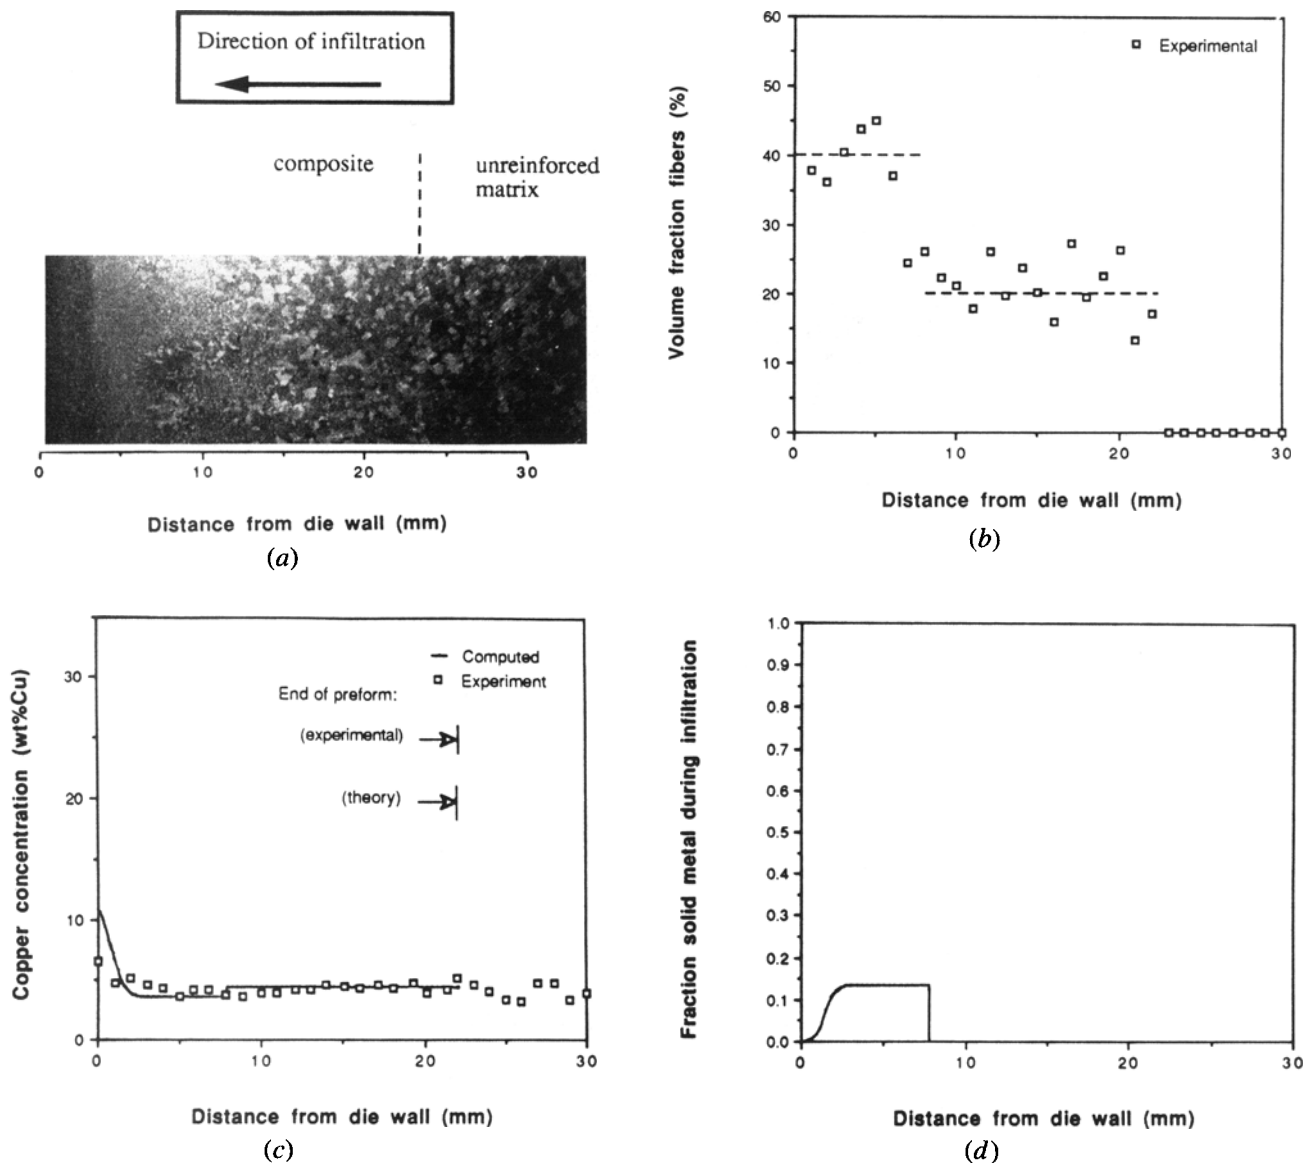 Direction of infiltration
composite
unreinforced
matrix
0 10 20 30
Distance from die wall (mm)
(a)
Volume fraction fibers (%)
60
50
40
30
20
10
0
Experimental
0 10 20 30
Distance from die wall (mm)
(b)
Copper concentration (wt%Cu)
30
20
10
0
Computed
Experiment
End of preform:
(experimental)
(theory)
0 10 20 30
Distance from die wall (mm)
(c)
Fraction solid metal during infiltration
1.0
0.9
0.8
0.7
0.6
0.5
0.4
0.3
0.2
0.1
0.0
0 10 20 30
Distance from die wall (mm)
(d)